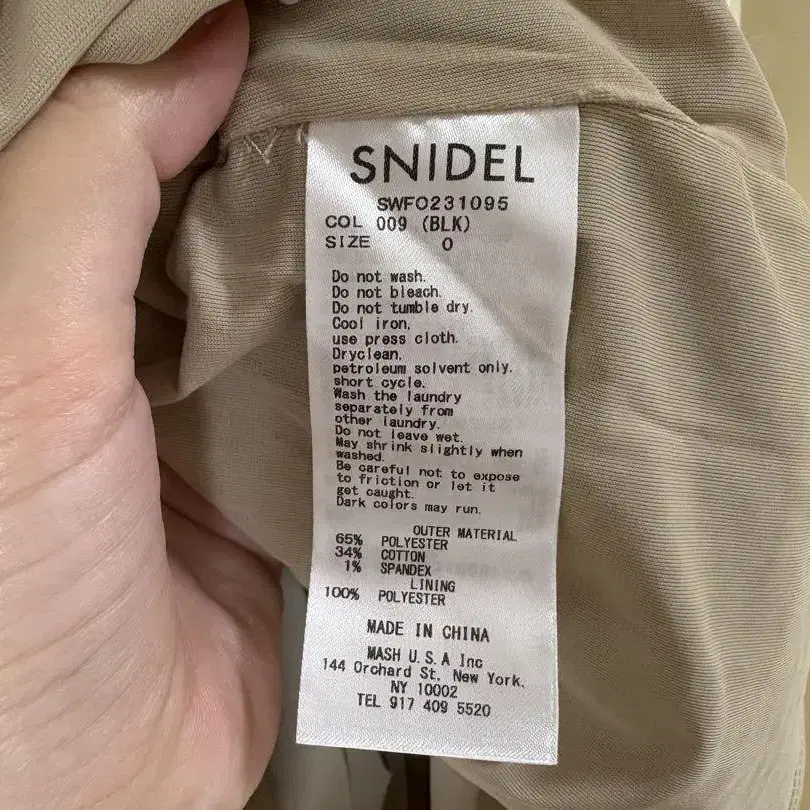 SNIDEL
SWFO231095
COL 009 (BLK)
SIZE 0
Do not wash.
Do not bleach.
Do not tumble dry.
Cool iron,
use press cloth.
Dryclean,
petroleum solvent only.
short cycle.
Wash the laundry
separately from
other laundry.
Do not leave wet.
May shrink slightly when
washed.
Be careful not to expose
to friction or let it
get caught.
Dark colors may run.
OUTER MATERIAL
65% POLYESTER
34% COTTON
1% SPANDEX
LINING
100% POLYESTER
MADE IN CHINA
MASH U.S.A Inc
144 Orchard St, New York,
NY 10002
TEL 917 409 5520